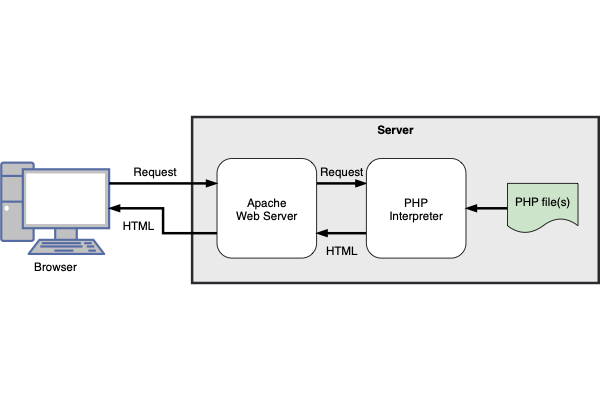 Server
Request
Request
Apache
Web Server
PHP
Interpreter
PHP file(s)
HTML
HTML
Browser